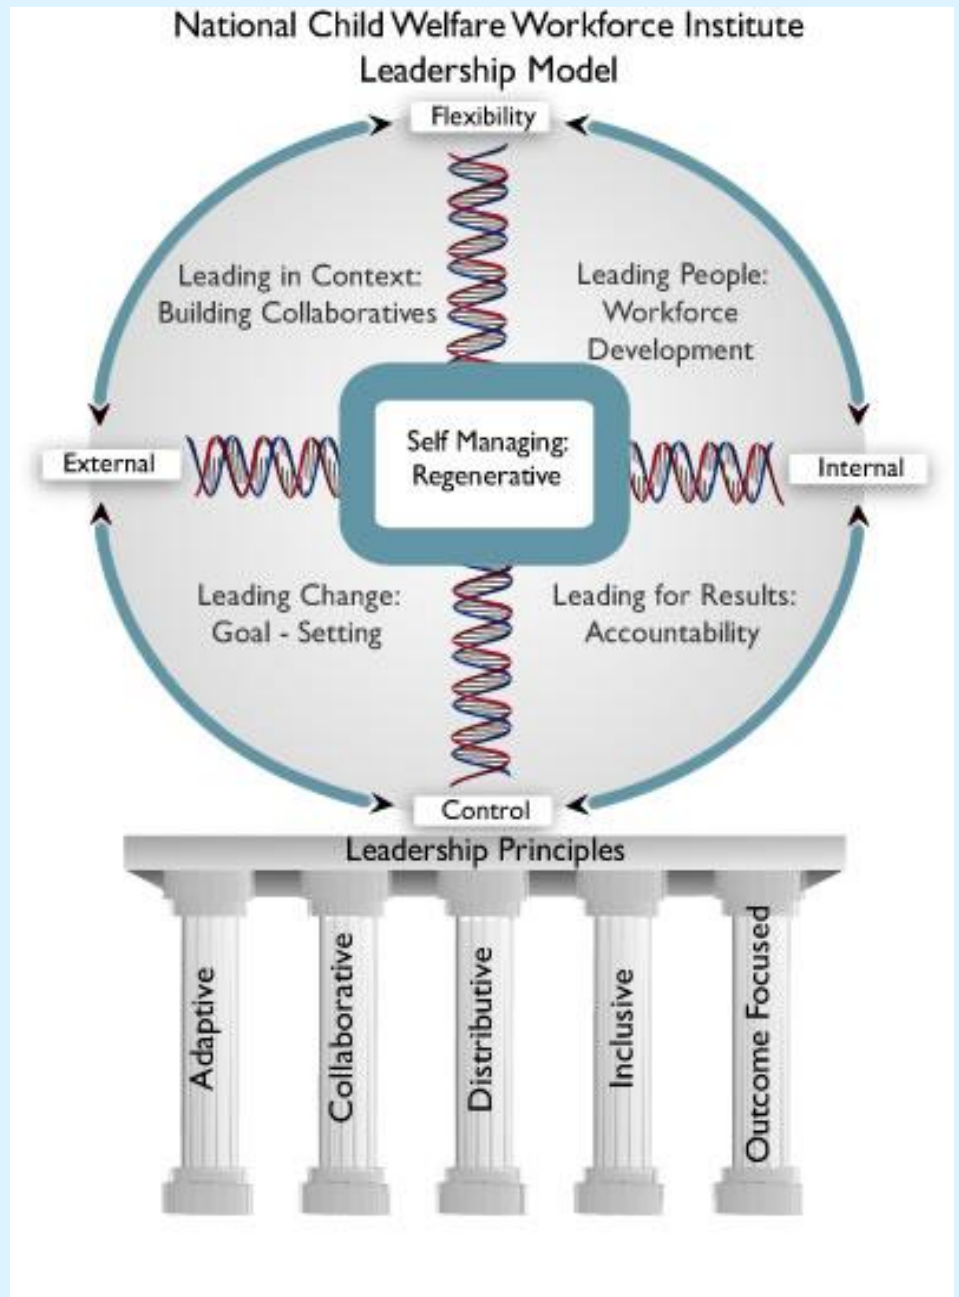 National Child Welfare Workforce Institute
Leadership Model
Flexibility
Leading in Context:
Building Collaboratives
Leading People:
Workforce
Development
External
Self Managing:
Regenerative
Internal
Leading Change:
Goal - Setting
Leading for Results:
Accountability
Control
Leadership Principles
Adaptive
Collaborative
Distributive
Inclusive
Outcome Focused